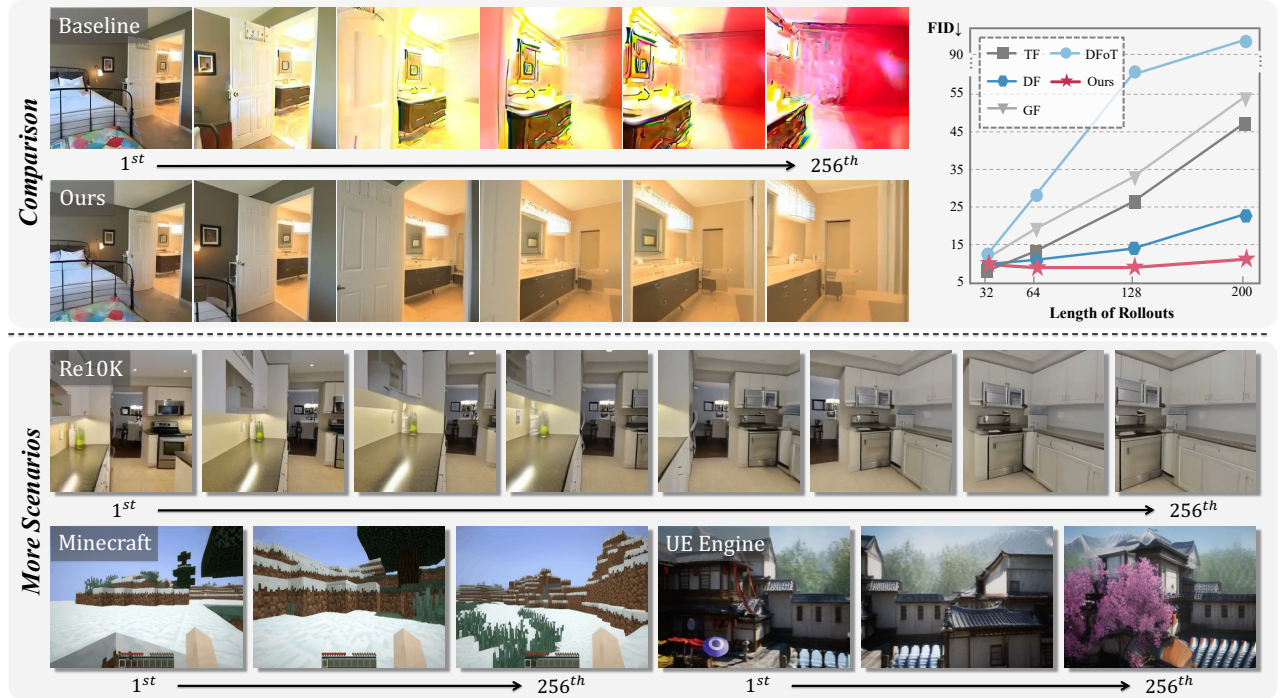 Comparison
Baseline
1st
256th
Ours
FID↓
TF
DFoT
DF
Ours
GF
90
55
45
35
25
15
5
32
64
128
200
Length of Rollouts
More Scenarios
Re10K
1st
256th
Minecraft
UE Engine
1st
256th
1st
256th